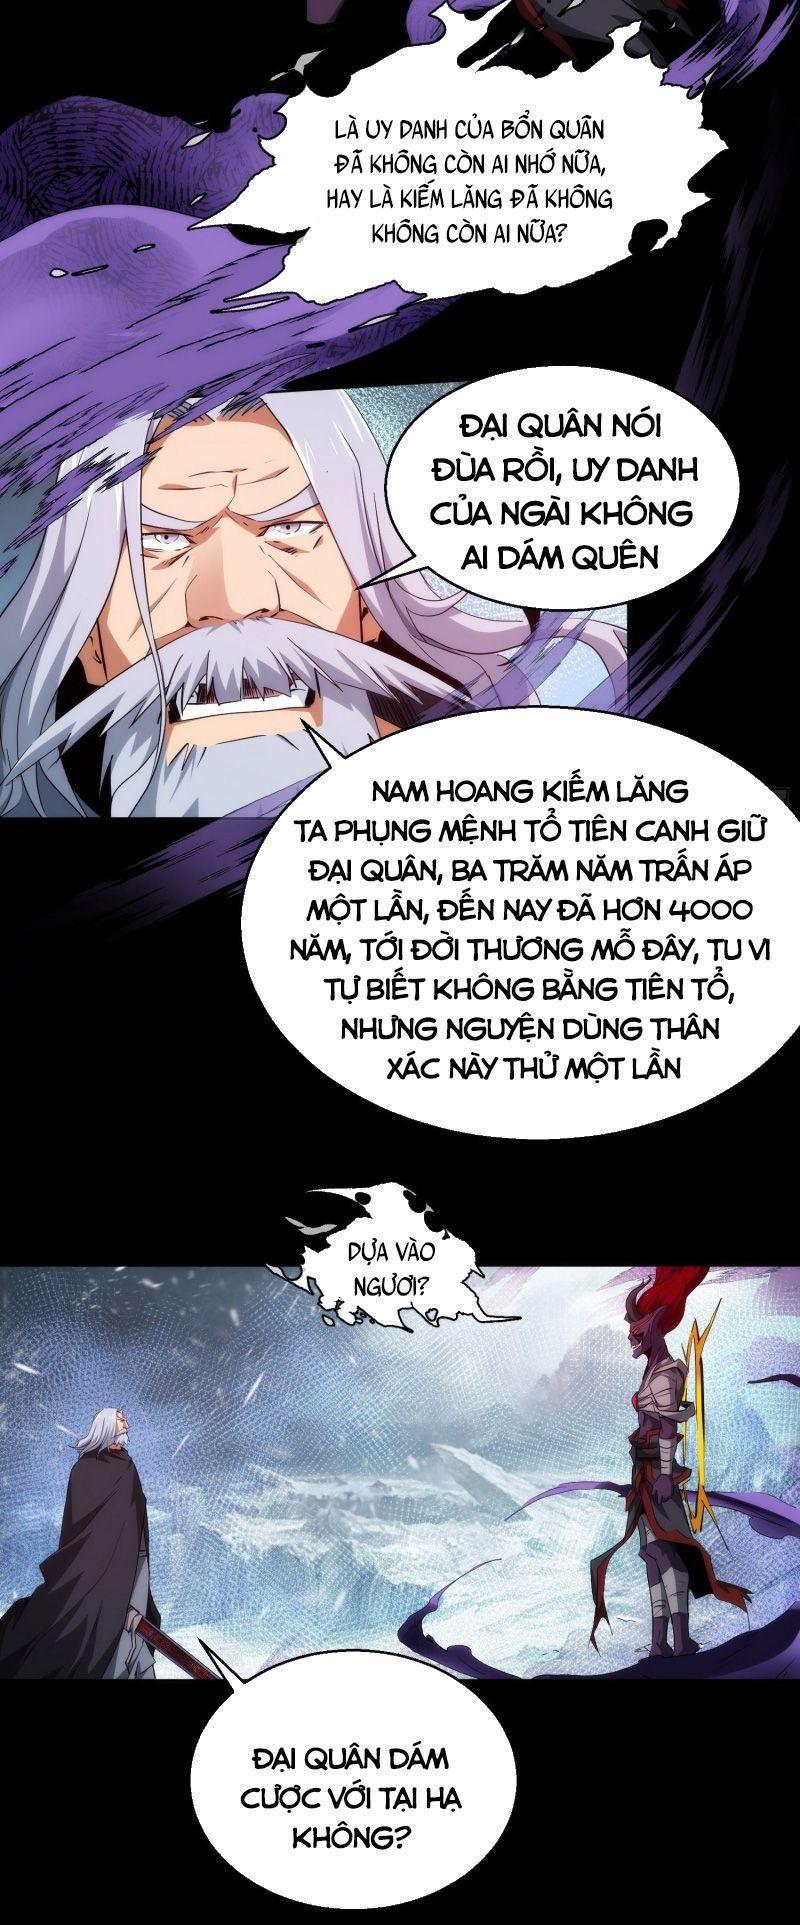 LÀ UY DANH CỦA BỔN QUÂN
ĐÃ KHÔNG CÒN AI NHỚ NỮA,
HAY LÀ KIẾM LĂNG ĐÃ KHÔNG
KHÔNG CÒN AI NỮA?
ĐẠI QUÂN NÓI
ĐÙA RỒI, UY DANH
CỦA NGÀI KHÔNG
AI DÁM QUÊN
NAM HOANG KIẾM LĂNG
TA PHỤNG MỆNH TỔ TIÊN CANH GIỮ
ĐẠI QUÂN, BA TRĂM NĂM TRẤN ÁP
MỘT LẦN, ĐẾN NAY ĐÃ HƠN 4000
NĂM, TỚI ĐỜI THƯƠNG MỖ ĐÂY, TU VI
TỰ BIẾT KHÔNG BẰNG TIÊN TỔ,
NHƯNG NGUYỆN DÙNG THÂN
XÁC NÀY THỬ MỘT LẦN
DỰA VÀO
NGƯƠI?
ĐẠI QUÂN DÁM
CƯỢC VỚI TẠI HẠ
KHÔNG?